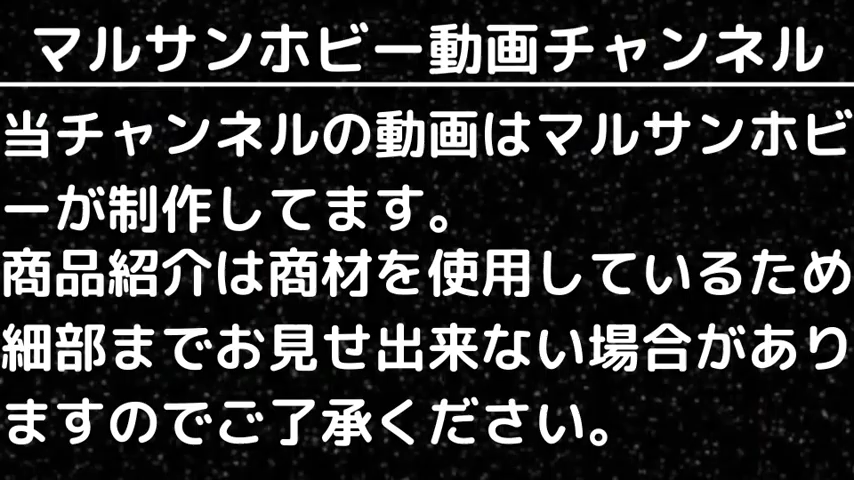 マルサンホビー動画チャンネル
当チャンネルの動画はマルサンホビ
ーが制作してます。
商品紹介は商材を使用しているため
細部までお見せ出来ない場合があり
ますのでご了承ください。